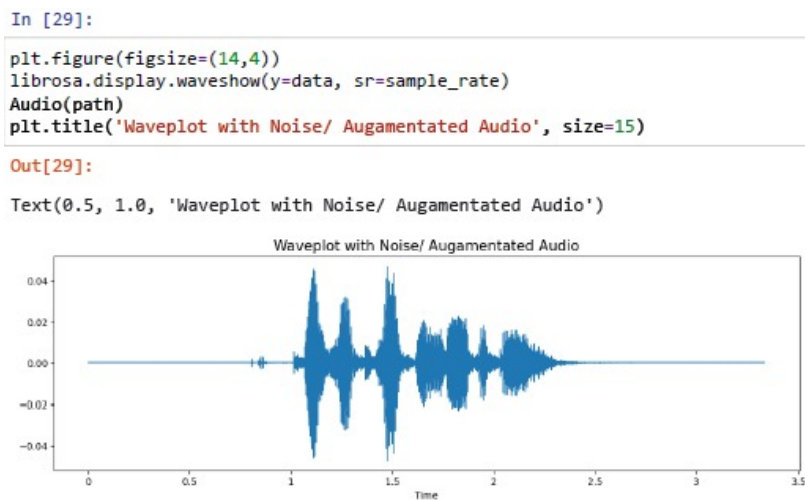 In [29]:
plt.figure(figsize=(14,4))
librosa.display.waveshow(y=data, sr=sample_rate)
Audio(path)
plt.title('Waveplot with Noise/ Augamentated Audio', size=15)
Out[29]:
Text(0.5, 1.0, 'Waveplot with Noise/ Augamentated Audio')
Waveplot with Noise/ Augamentated Audio
0.04
0.02
0.00
−0.02
−0.04
0 0.5 1 1.5 2 2.5 3 3.5
Time